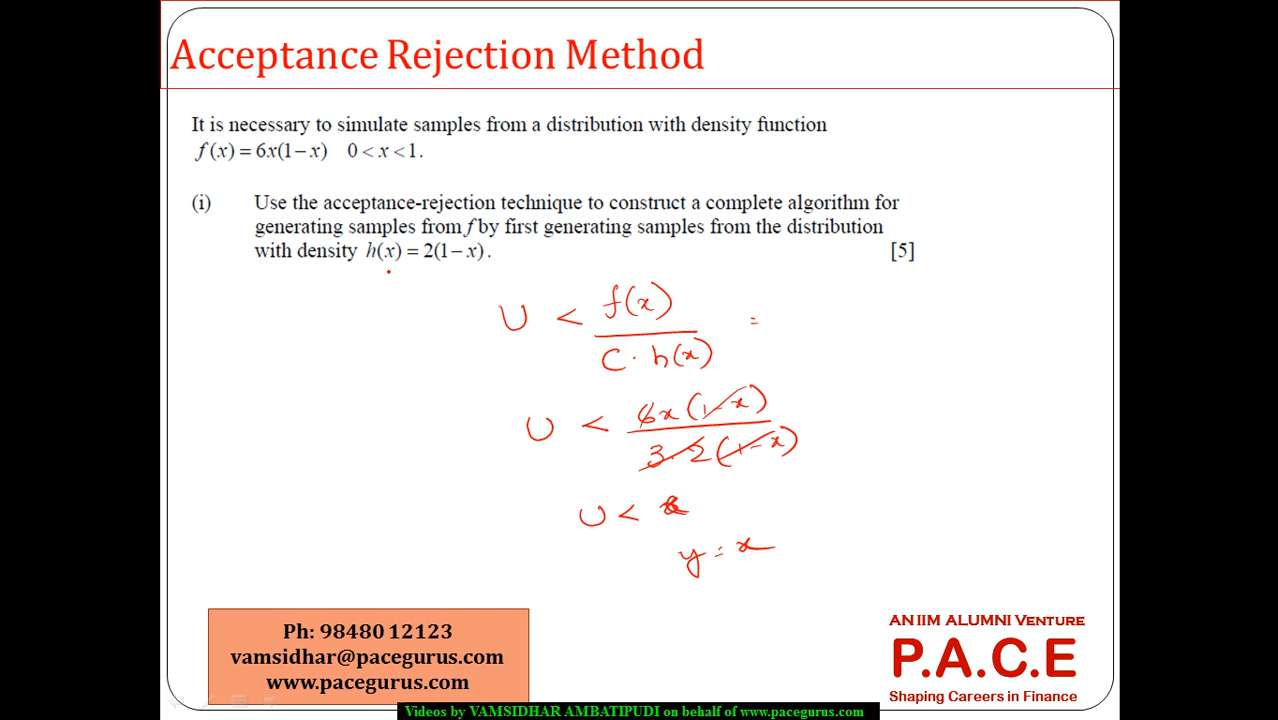 Acceptance Rejection Method
It is necessary to simulate samples from a distribution with density function
f(x) = 6x(1−x) 0 < x < 1.
(i) Use the acceptance-rejection technique to construct a complete algorithm for
generating samples from f by first generating samples from the distribution
with density h(x) = 2(1−x). [5]
U < f(x) / C · h(x) =
U < 6x(1−x) / 3·2(1−x)
U < x
y = x
Ph: 98480 12123
vamsidhar@pacegurus.com
www.pacegurus.com
AN IIM ALUMNI VENTURE
P.A.C.E
Shaping Careers in Finance
Videos by VAMSIDHAR AMBATIPUDI on behalf of www.pacegurus.com